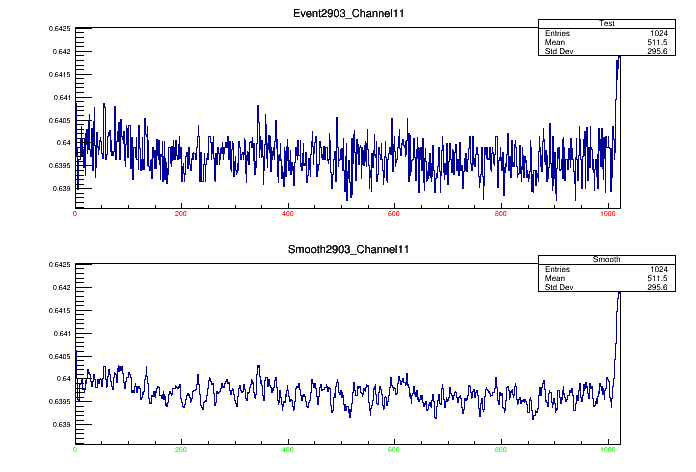 Event2903_Channel11
Test
Entries 1024
Mean 511.5
Std Dev 295.6
0.6425
0.642
0.6415
0.641
0.6405
0.64
0.6395
0.639
0 200 400 600 800 1000
Smooth2903_Channel11
Smooth
Entries 1024
Mean 511.5
Std Dev 295.6
0.6425
0.642
0.6415
0.641
0.6405
0.64
0.6395
0.639
0 200 400 600 800 1000